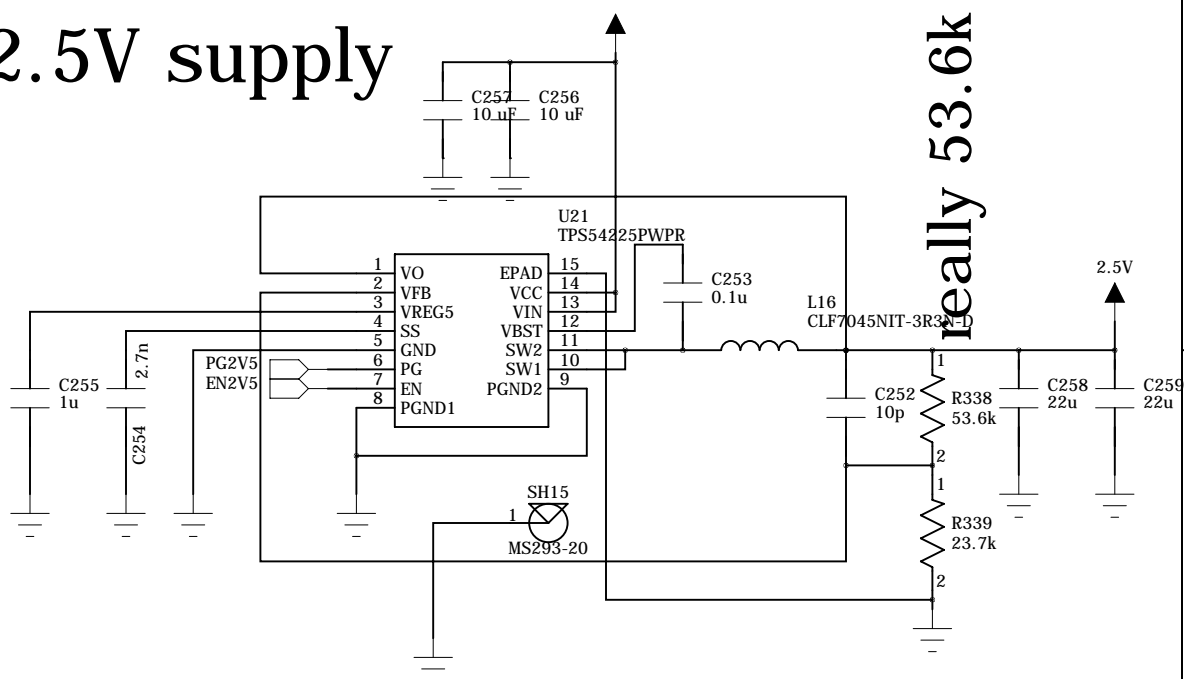 2.5V supply
really 53.6k
C257
10 uF
C256
10 uF
U21
TPS54225PWPR
1 VO
2 VFB
3 VREG5
4 SS
5 GND
6 PG
7 EN
8 PGND1
EPAD 15
VCC 14
VIN 13
VBST 12
SW2 11
SW1 10
PGND2 9
PG2V5
EN2V5
C255
1u
2.7n
C254
C253
0.1u
L16
CLF7045NIT-3R3N-D
2.5V
C252
10p
1
R338
53.6k
2
1
R339
23.7k
2
C258
22u
C259
22u
SH15
1
MS293-20